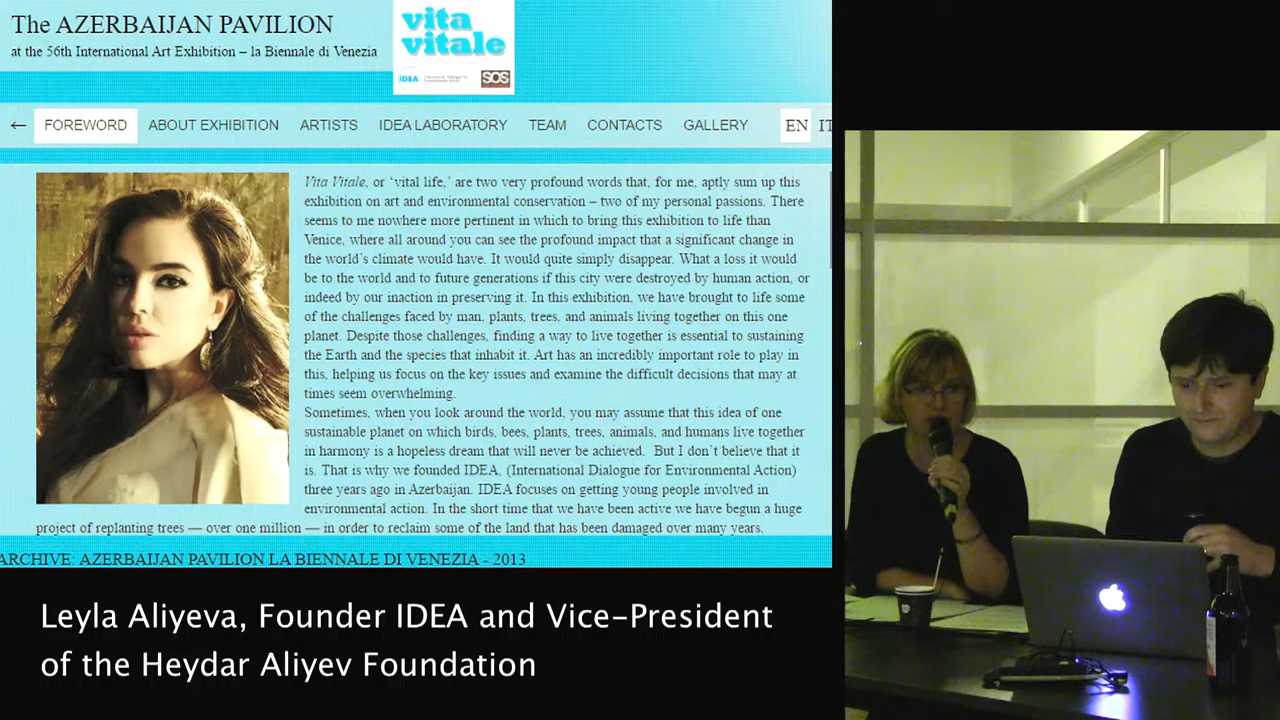 The AZERBAIJAN PAVILION
at the 56th International Art Exhibition – la Biennale di Venezia
vita
vitale
IDEA
SOS
← FOREWORD ABOUT EXHIBITION ARTISTS IDEA LABORATORY TEAM CONTACTS GALLERY EN IT
Vita Vitale, or ‘vital life,’ are two very profound words that, for me, aptly sum up this
exhibition on art and environmental conservation – two of my personal passions. There
seems to me nowhere more pertinent in which to bring this exhibition to life than
Venice, where all around you can see the profound impact that a significant change in
the world’s climate would have. It would quite simply disappear. What a loss it would
be to the world and to future generations if this city were destroyed by human action, or
indeed by our inaction in preserving it. In this exhibition, we have brought to life some
of the challenges faced by man, plants, trees, and animals living together on this one
planet. Despite those challenges, finding a way to live together is essential to sustaining
the Earth and the species that inhabit it. Art has an incredibly important role to play in
this, helping us focus on the key issues and examine the difficult decisions that may at
times seem overwhelming.
Sometimes, when you look around the world, you may assume that this idea of one
sustainable planet on which birds, bees, plants, trees, animals, and humans live together
in harmony is a hopeless dream that will never be achieved. But I don’t believe that it
is. That is why we founded IDEA, (International Dialogue for Environmental Action)
three years ago in Azerbaijan. IDEA focuses on getting young people involved in
environmental action. In the short time that we have been active we have begun a huge
project of replanting trees — over one million — in order to reclaim some of the land that has been damaged over many years.
ARCHIVE: AZERBAIJAN PAVILION LA BIENNALE DI VENEZIA - 2013
Leyla Aliyeva, Founder IDEA and Vice-President
of the Heydar Aliyev Foundation